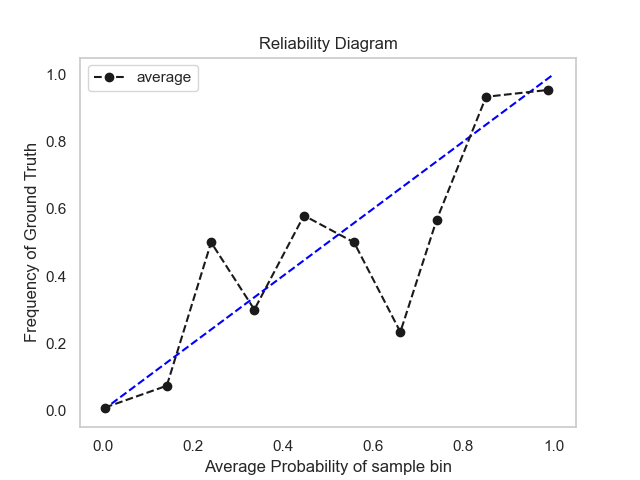 Reliability Diagram
average
Frequency of Ground Truth
1.0
0.8
0.6
0.4
0.2
0.0
0.0 0.2 0.4 0.6 0.8 1.0
Average Probability of sample bin